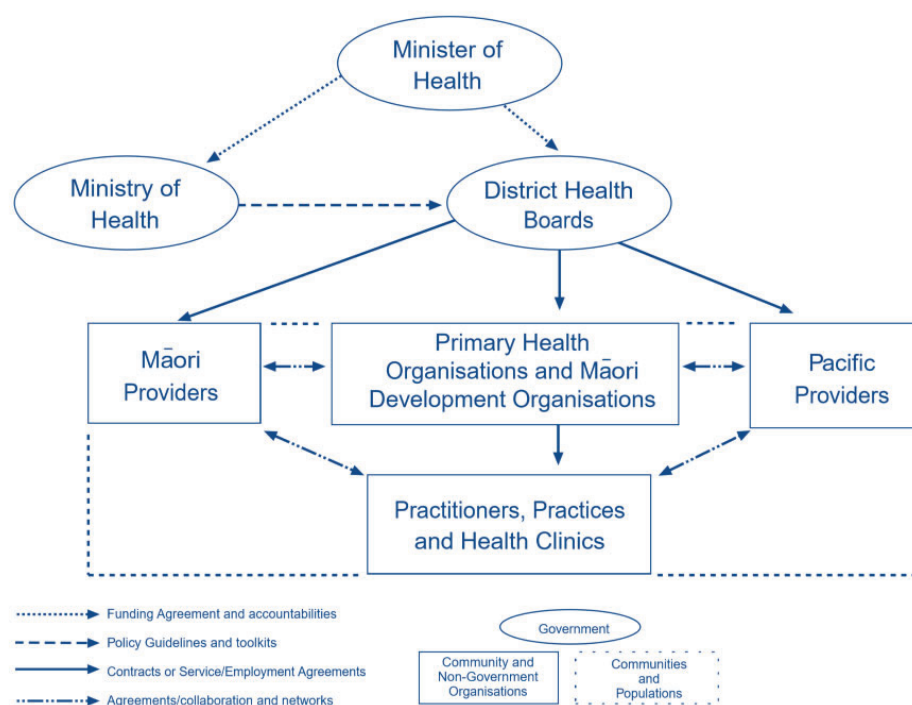 Minister of
Health
Ministry of
Health
District Health
Boards
Māori
Providers
Primary Health
Organisations and Māori
Development Organisations
Pacific
Providers
Practitioners, Practices
and Health Clinics
Funding Agreement and accountabilities
Policy Guidelines and toolkits
Contracts or Service/Employment Agreements
Agreements/collaboration and networks
Government
Community and
Non-Government
Organisations
Communities
and
Populations